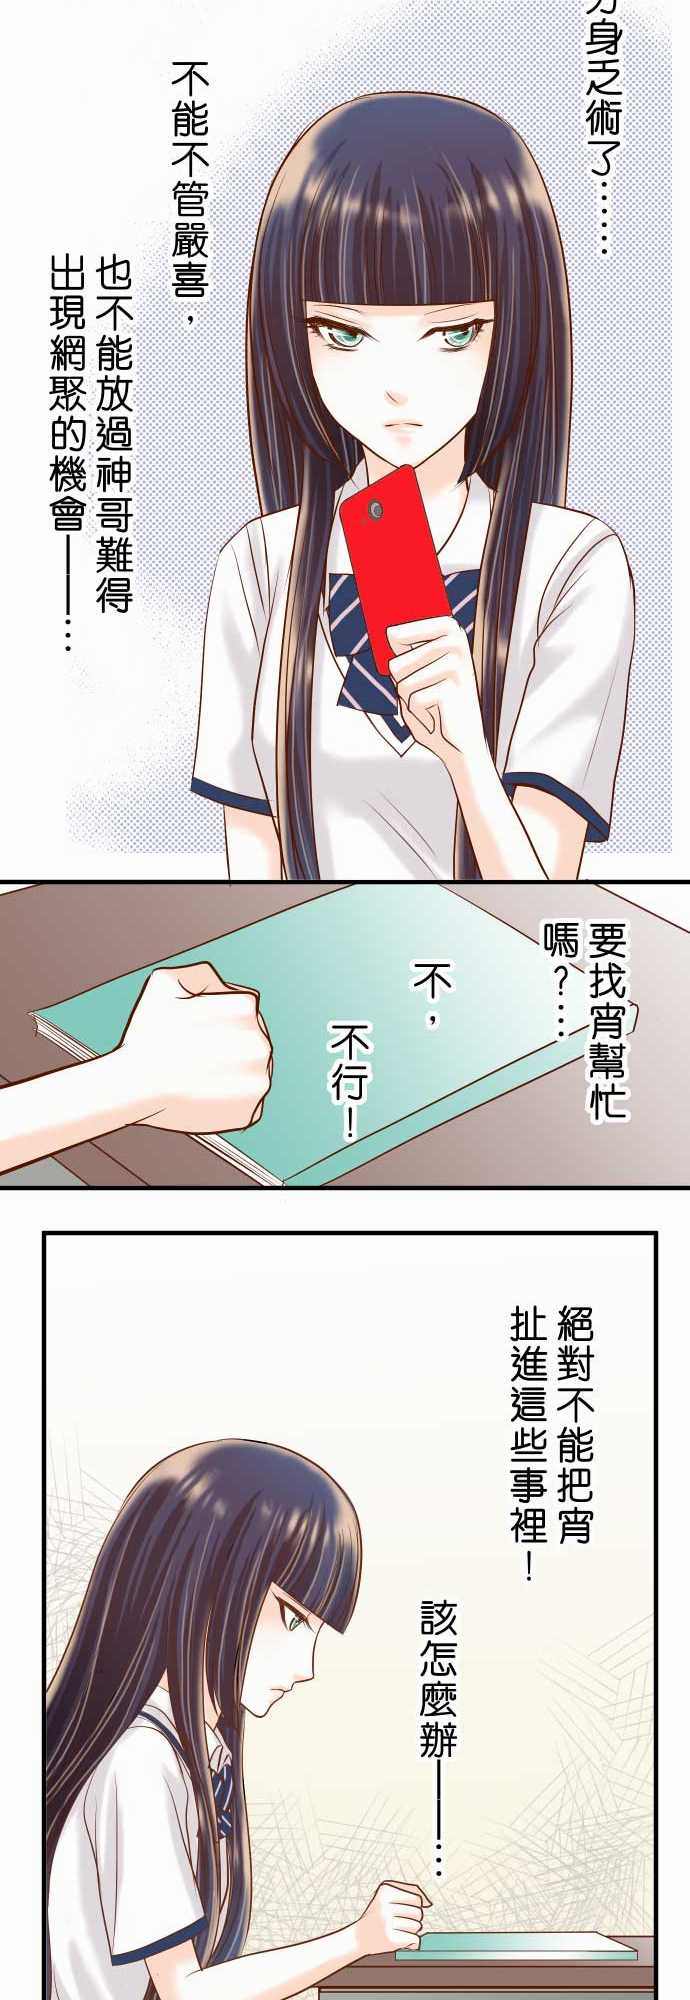 身乏術了……
不能不管嚴喜，
也不能放過神哥難得
出現網聚的機會——…
要找宵幫忙
嗎？…
不，
不行！
絕對不能把宵
扯進這些事裡！
該怎麼辦——…